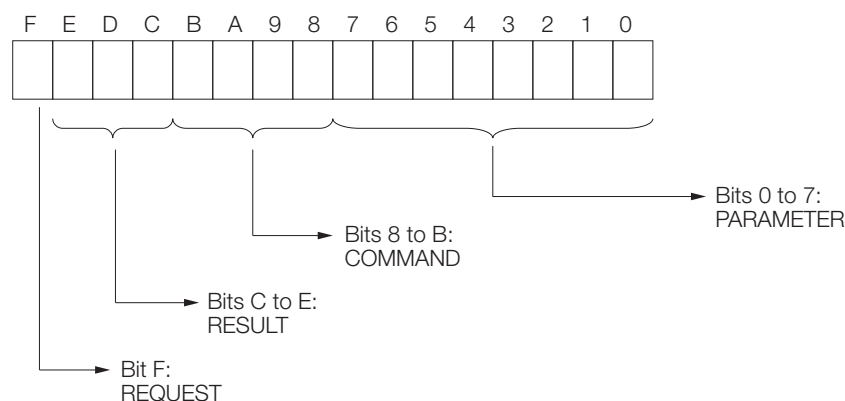 F E D C B A 9 8 7 6 5 4 3 2 1 0
Bits 0 to 7:
PARAMETER
Bits 8 to B:
COMMAND
Bits C to E:
RESULT
Bit F:
REQUEST